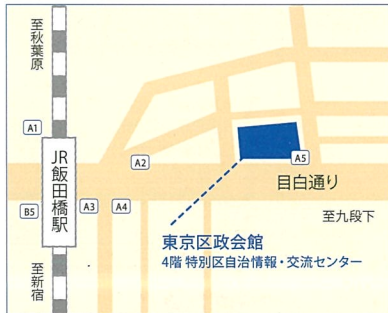 至秋葉原
A1
A2
A5
JR飯田橋駅
目白通り
B5
A3
A4
至九段下
東京区政会館
4階 特別区自治情報・交流センター
至新宿